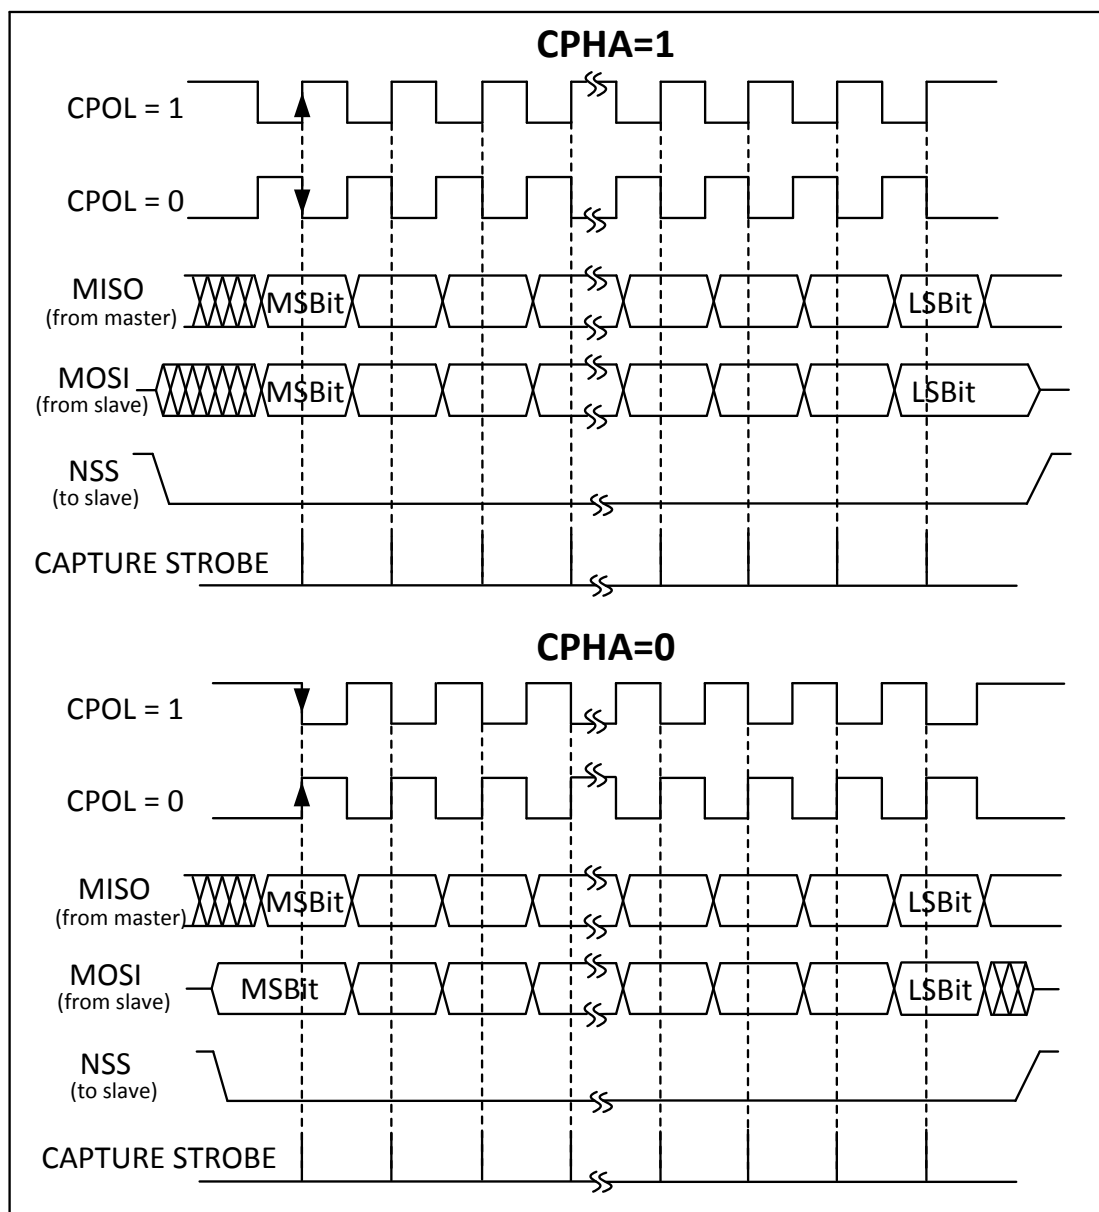 CPHA=1
CPOL = 1
CPOL = 0
MISO
(from master)
MSBit
LSBit
MOSI
(from slave)
MSBit
LSBit
NSS
(to slave)
CAPTURE STROBE
CPHA=0
CPOL = 1
CPOL = 0
MISO
(from master)
MSBit
LSBit
MOSI
(from slave)
MSBit
LSBit
NSS
(to slave)
CAPTURE STROBE